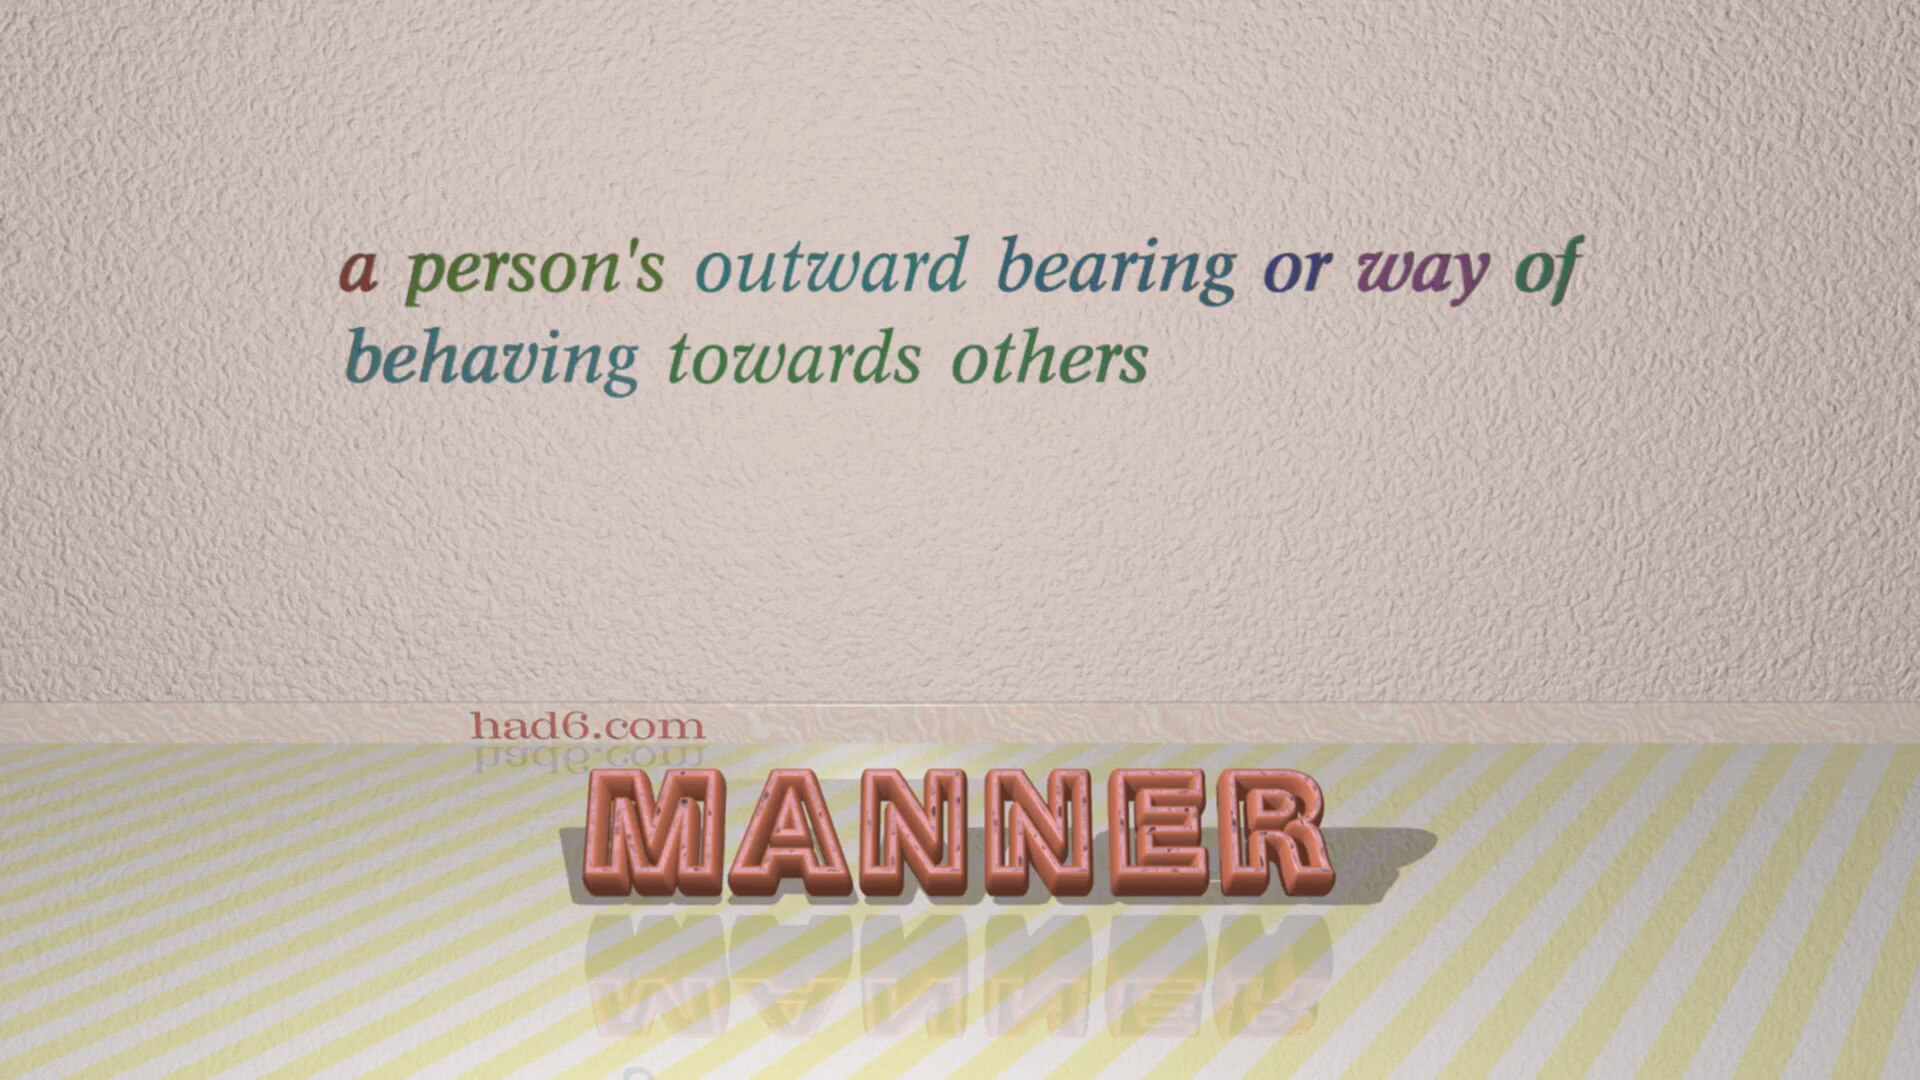 a person's outward bearing or way of
behaving towards others
had6.com
MANNER